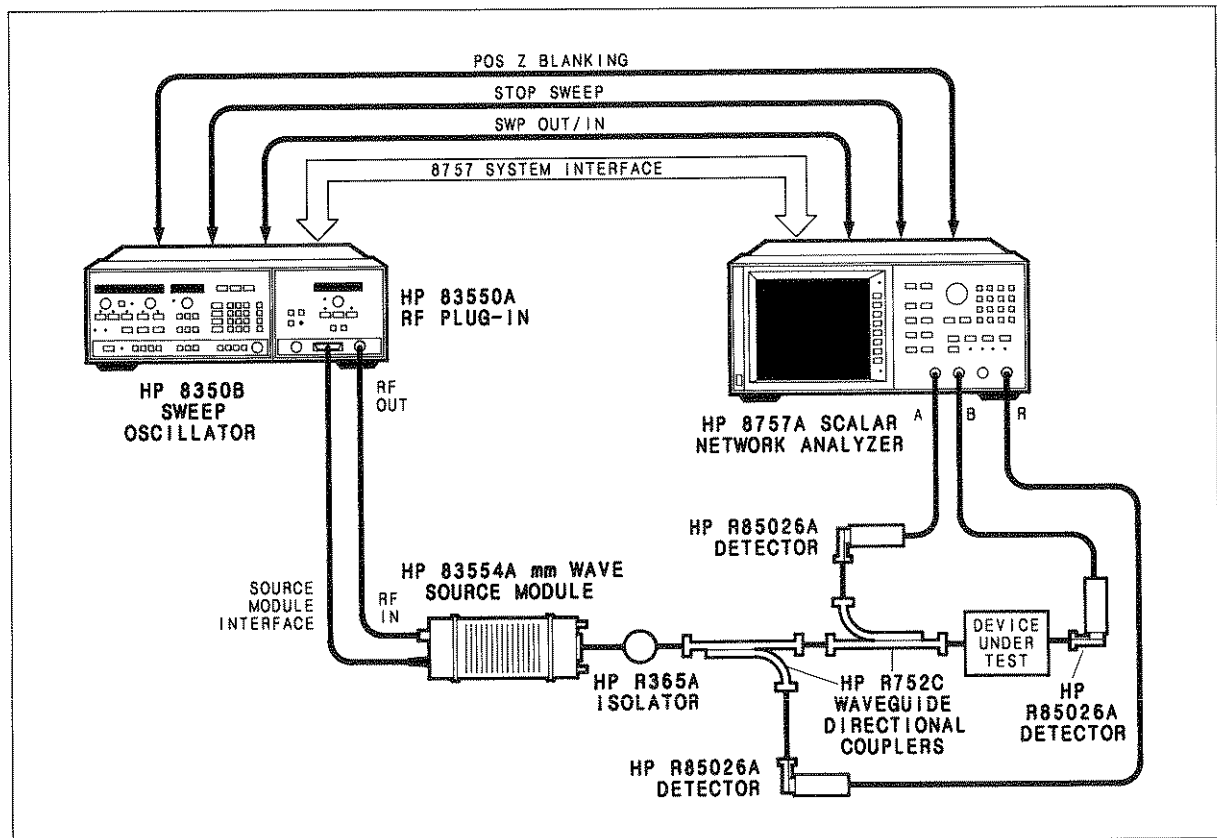 POS Z BLANKING
STOP SWEEP
SWP OUT/IN
8757 SYSTEM INTERFACE
HP 83550A
RF PLUG-IN
HP 8350B
SWEEP
OSCILLATOR
RF
OUT
HP 8757A SCALAR
NETWORK ANALYZER
A
B
R
HP R85026A
DETECTOR
SOURCE
MODULE
INTERFACE
RF
IN
HP 83554A mm WAVE
SOURCE MODULE
HP R365A
ISOLATOR
HP R752C
WAVEGUIDE
DIRECTIONAL
COUPLERS
DEVICE
UNDER
TEST
HP
R85026A
DETECTOR
HP R85026A
DETECTOR